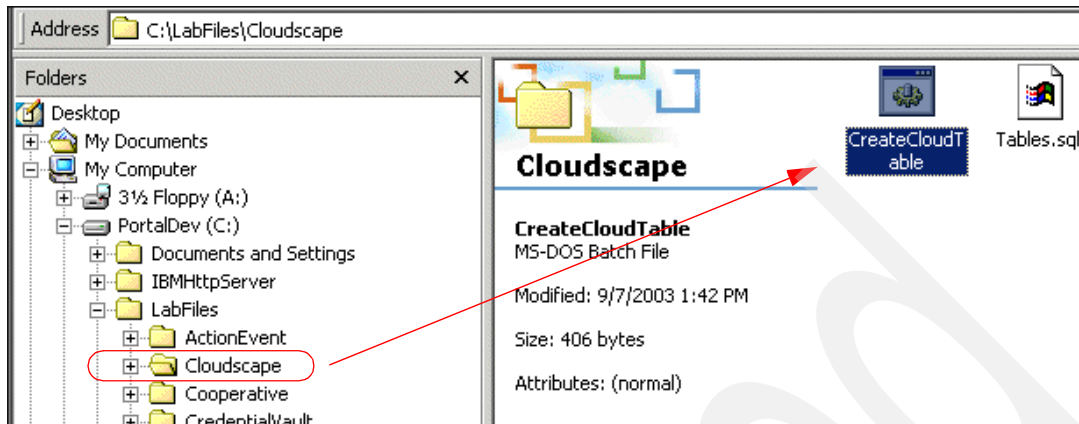 Address C:\LabFiles\Cloudscape
Folders
Desktop
My Documents
My Computer
3½ Floppy (A:)
PortalDev (C:)
Documents and Settings
IBMHttpServer
LabFiles
ActionEvent
Cloudscape
Cooperative
CredentialVault
Cloudscape
CreateCloudTable
MS-DOS Batch File
Modified: 9/7/2003 1:42 PM
Size: 406 bytes
Attributes: (normal)
CreateCloudT
able
Tables.sql